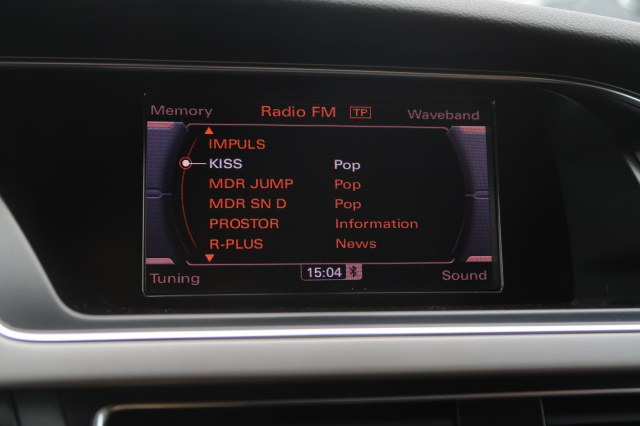 Memory Radio FM TP Waveband
IMPULS
KISS Pop
MDR JUMP Pop
MDR SN D Pop
PROSTOR Information
R-PLUS News
Tuning 15:04 Sound